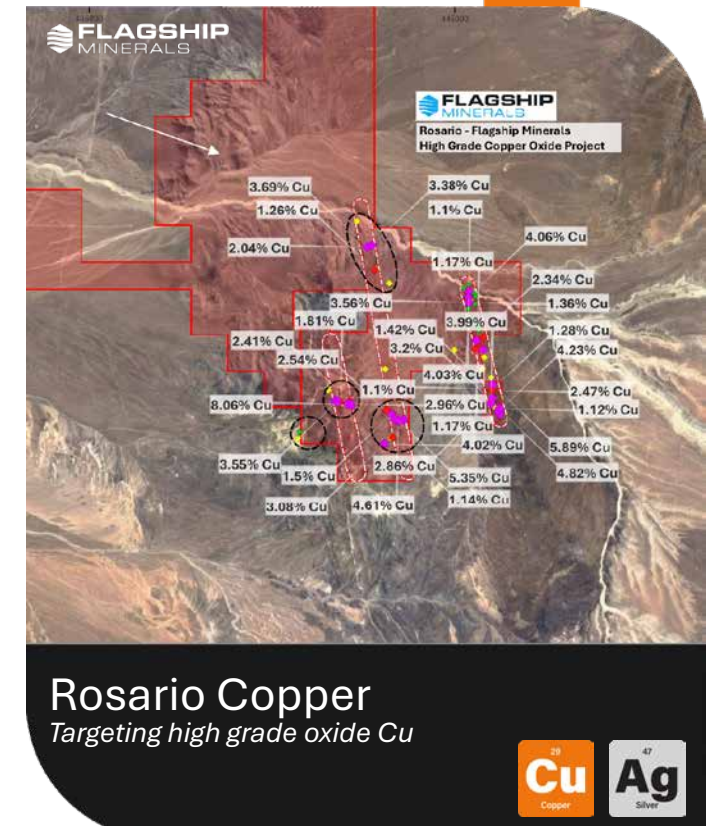 445000
FLAGSHIP
MINERALS
FLAGSHIP
MINERALS
Rosario - Flagship Minerals
High Grade Copper Oxide Project
3.69% Cu
3.38% Cu
1.26% Cu
1.1% Cu
2.04% Cu
4.06% Cu
1.17% Cu
2.34% Cu
3.56% Cu
1.36% Cu
1.81% Cu
1.42% Cu
3.99% Cu
1.28% Cu
2.41% Cu
3.2% Cu
4.23% Cu
2.54% Cu
4.03% Cu
1.1% Cu
2.47% Cu
8.06% Cu
2.96% Cu
1.12% Cu
1.17% Cu
4.02% Cu
5.89% Cu
3.55% Cu
1.5% Cu
2.86% Cu
5.35% Cu
4.82% Cu
3.08% Cu
4.61% Cu
1.14% Cu
Rosario Copper
Targeting high grade oxide Cu
29
Cu
Copper
47
Ag
Silver